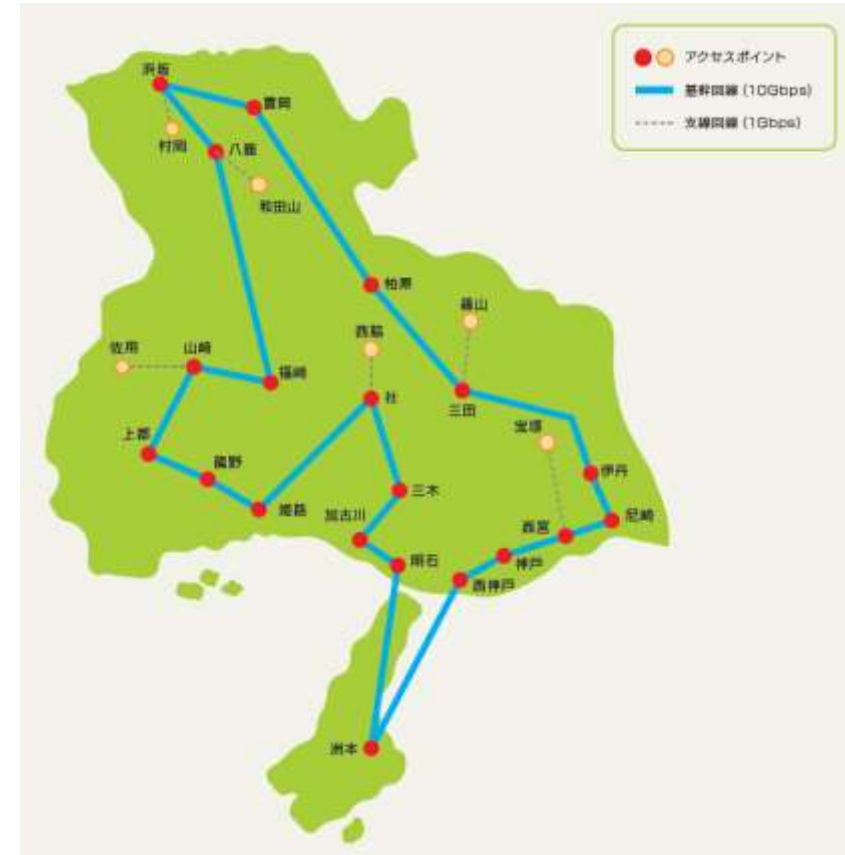 アクセスポイント
基幹回線（10Gbps）
支線回線（1Gbps）
浜坂
豊岡
村岡
八鹿
和田山
柏原
篠山
西脇
佐用
山崎
福崎
社
三田
宝塚
上郡
龍野
伊丹
三木
姫路
加古川
尼崎
西宮
明石
神戸
西神戸
洲本